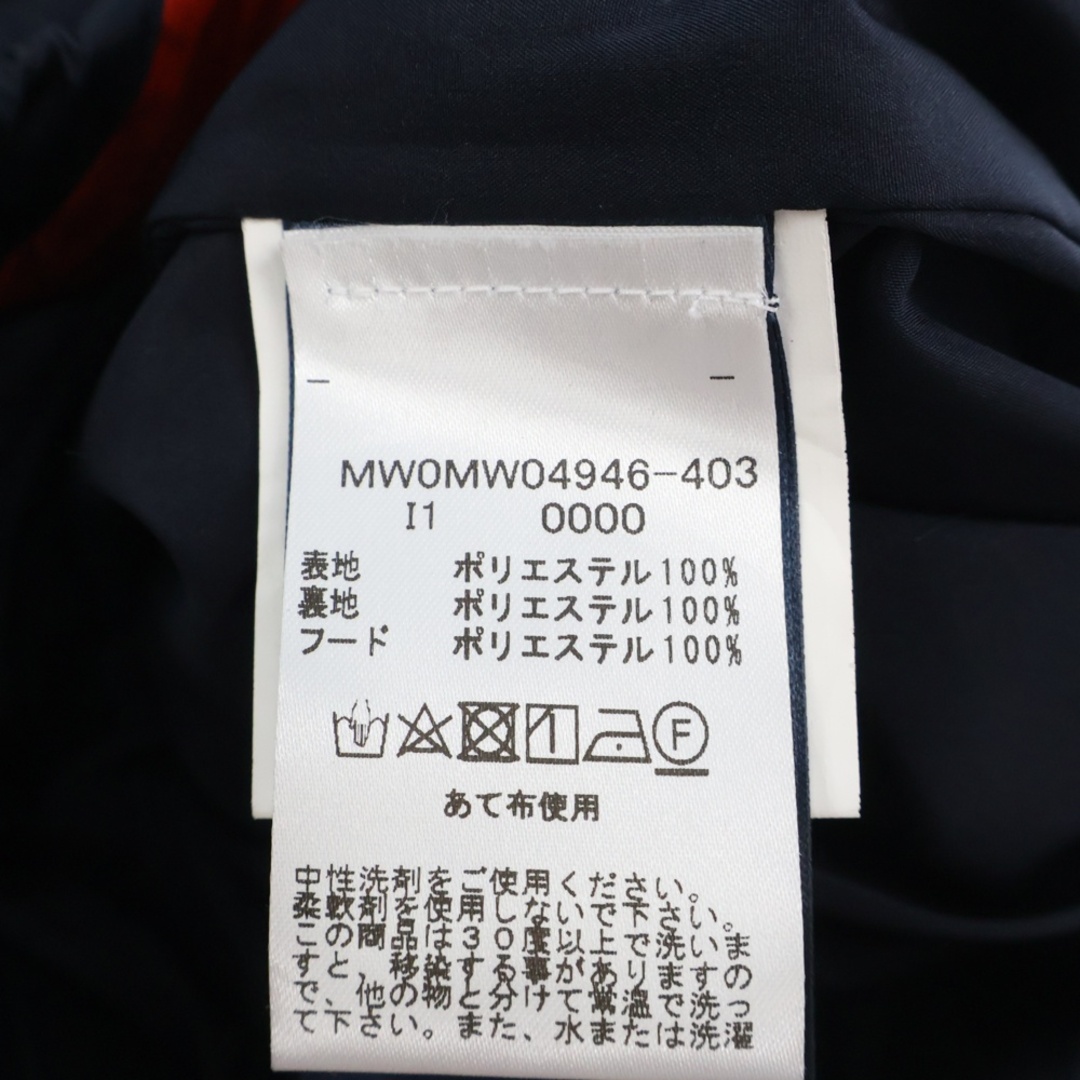 MW0MW04946-403
I1 0000
表地 ポリエステル100%
裏地 ポリエステル100%
フード ポリエステル100%
F
あて布使用
中性洗剤をご使用ください。
柔軟剤を使用しないで下さい。
この商品は30度以上で洗いま
すと、移染する事がありますの
で、他の物と分けて常温で洗っ
て下さい。また、水または洗濯